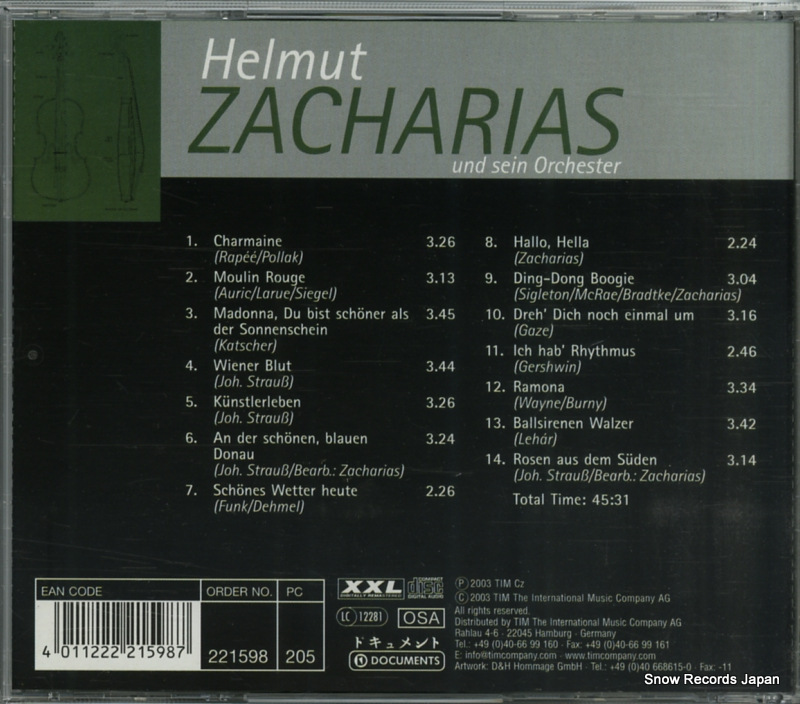 Helmut
ZACHARIAS
und sein Orchester
1. Charmaine 3.26
(Rapéé/Pollak)
2. Moulin Rouge 3.13
(Auric/Larue/Siegel)
3. Madonna, Du bist schöner als 3.45
der Sonnenschein
(Katscher)
4. Wiener Blut 3.44
(Joh. Strauß)
5. Künstlerleben 3.26
(Joh. Strauß)
6. An der schönen, blauen 3.24
Donau
(Joh. Strauß/Bearb.: Zacharias)
7. Schönes Wetter heute 2.26
(Funk/Dehmel)
8. Hallo, Hella 2.24
(Zacharias)
9. Ding-Dong Boogie 3.04
(Sigleton/McRae/Bradtke/Zacharias)
10. Dreh' Dich noch einmal um 3.16
(Gaze)
11. Ich hab' Rhythmus 2.46
(Gershwin)
12. Ramona 3.34
(Wayne/Burny)
13. Ballsirenen Walzer 3.42
(Lehár)
14. Rosen aus dem Süden 3.14
(Joh. Strauß/Bearb.: Zacharias)
Total Time: 45:31
EAN CODE ORDER NO. PC
4 011222 215987 221598 205
XXL
DIGITALLY REMASTERED
COMPACT
disc
DIGITAL AUDIO
LC 12281 OSA
ドキュメント
DOCUMENTS
Ⓟ 2003 TIM Cz
© 2003 TIM The International Music Company AG
All rights reserved.
Distributed by TIM The International Music Company AG
Rahlau 4-6 · 22045 Hamburg · Germany
Tel.: +49 (0)40-66 99 160 · Fax: +49 (0)40-66 99 161
E: info@timcompany.com · www.timcompany.com
Artwork: D&H Hommage GmbH · Tel.: +49 (0)40 668615-0 · Fax: -11
Snow Records Japan